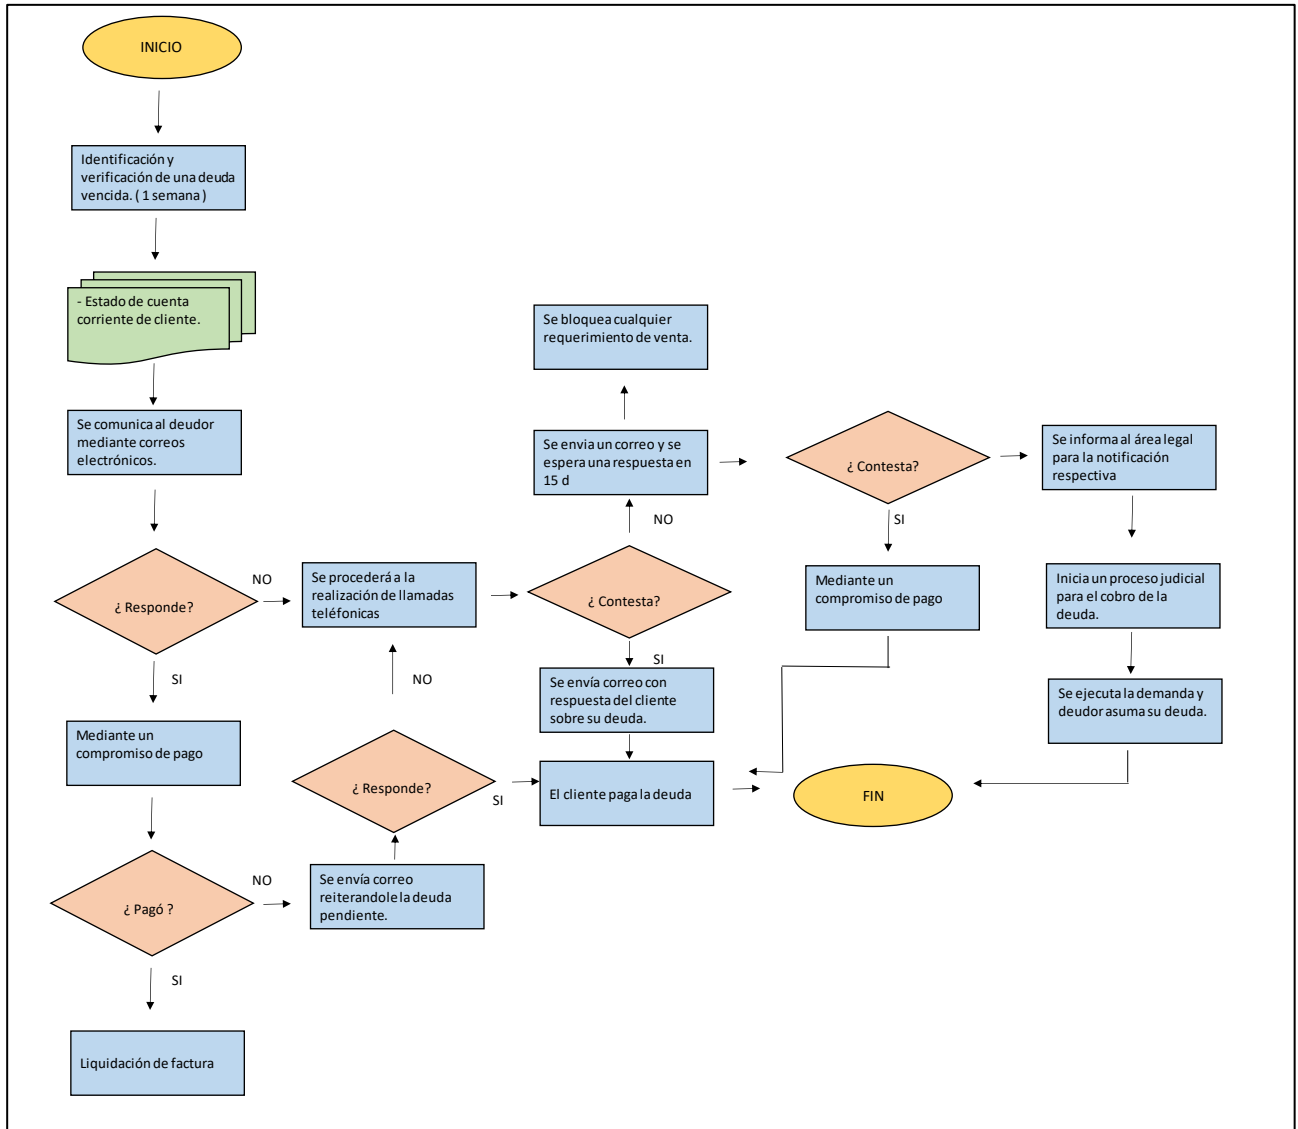 INICIO
Identificación y
verificación de una deuda
vencida. ( 1 semana )
- Estado de cuenta
corriente de cliente.
Se comunica al deudor
mediante correos
electrónicos.
¿ Responde?
NO
SI
Mediante un
compromiso de pago
¿ Pagó ?
NO
SI
Liquidación de factura
Se envía correo
reiterandole la deuda
pendiente.
¿ Responde?
NO
SI
Se procederá a la
realización de llamadas
teléfonicas
¿ Contesta?
NO
SI
Se envia un correo y se
espera una respuesta en
15 d
Se bloquea cualquier
requerimiento de venta.
Se envía correo con
respuesta del cliente
sobre su deuda.
El cliente paga la deuda
¿ Contesta?
SI
Mediante un
compromiso de pago
Se informa al área legal
para la notificación
respectiva
Inicia un proceso judicial
para el cobro de la
deuda.
Se ejecuta la demanda y
deudor asuma su deuda.
FIN